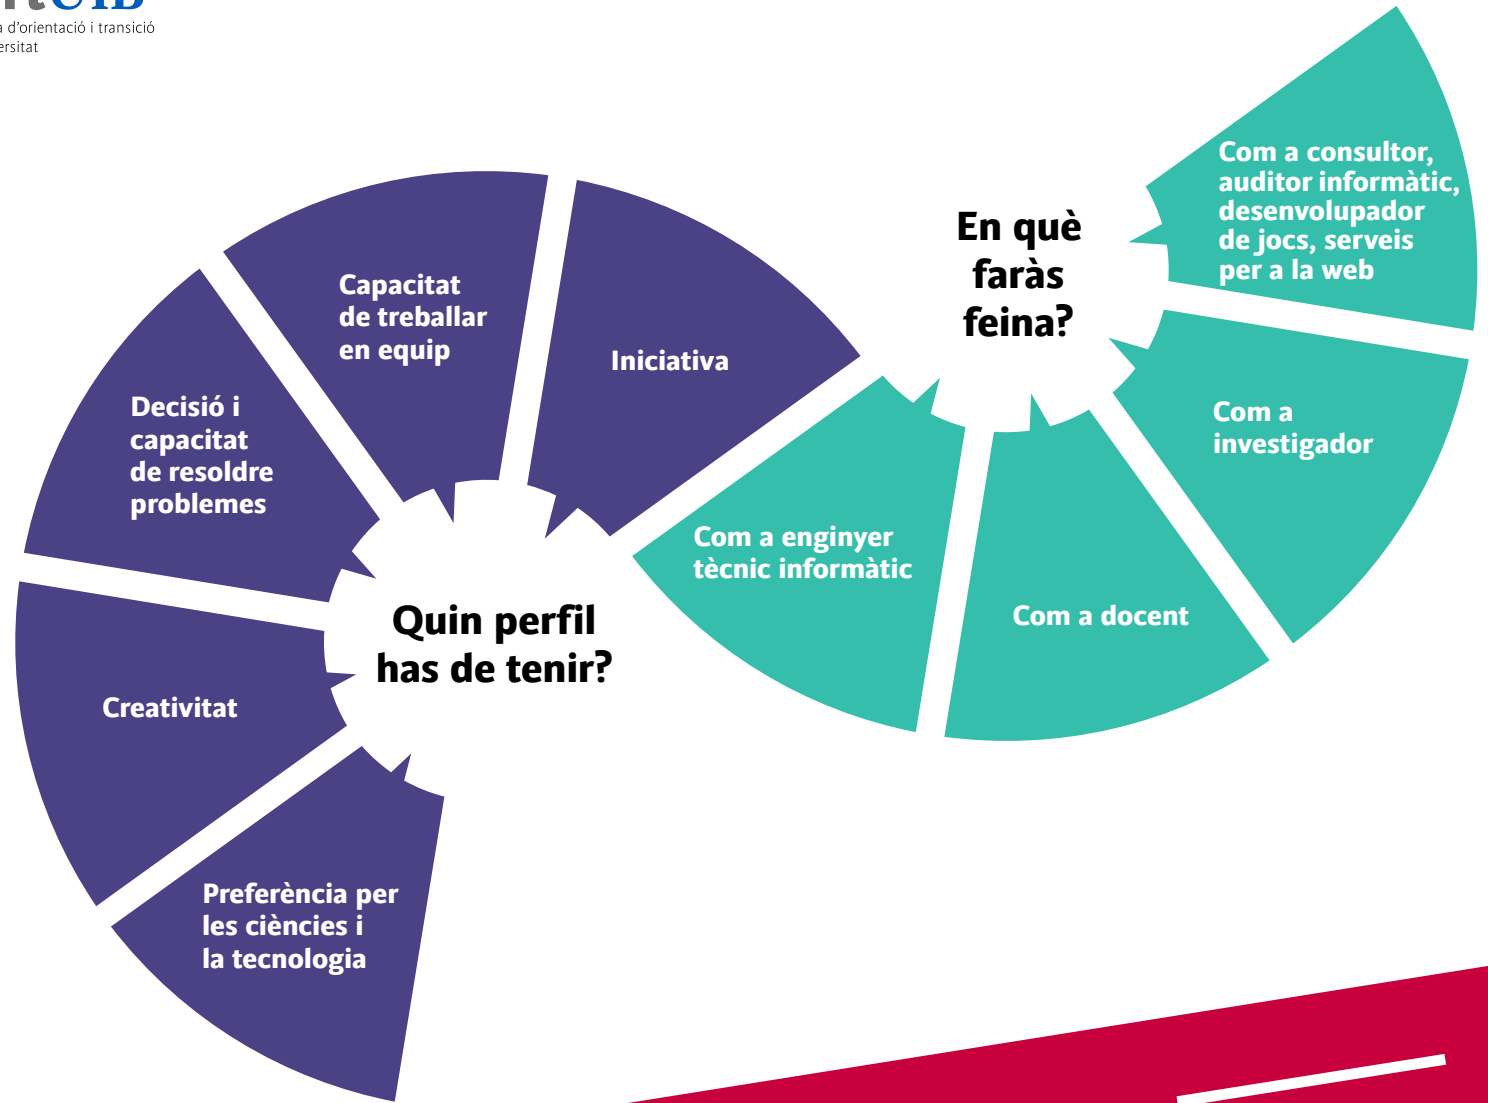 UIB
d'orientació i transició
Com a consultor,
auditor informàtic,
desenvolupador
de jocs, serveis
per a la web
En què
faràs
feina?
Capacitat
de treballar
en equip
Iniciativa
Decisió i
capacitat
de resoldre
problemes
Com a
investigador
Com a enginyer
tècnic informàtic
Com a docent
Quin perfil
has de tenir?
Creativitat
Preferència per
les ciències i
la tecnologia